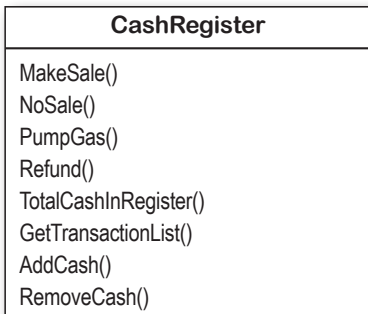 CashRegister
MakeSale()
NoSale()
PumpGas()
Refund()
TotalCashInRegister()
GetTransactionList()
AddCash()
RemoveCash()